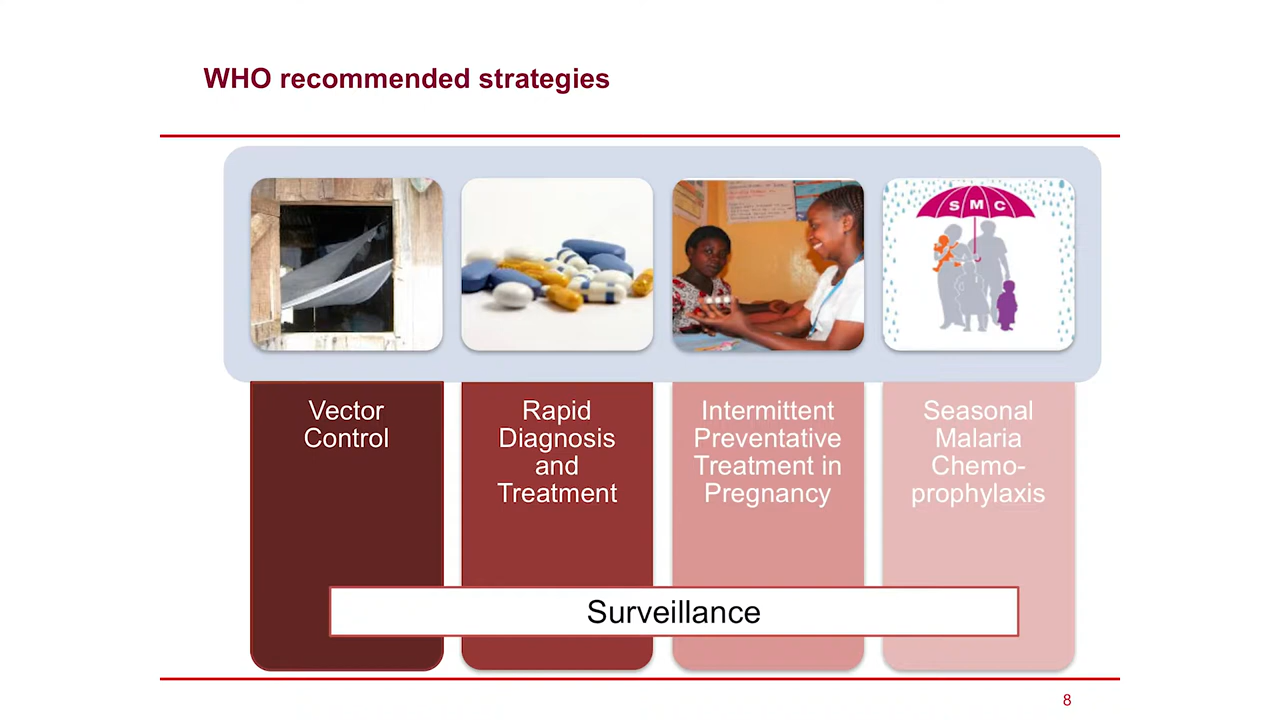 WHO recommended strategies
S M C
Vector
Control
Rapid
Diagnosis
and
Treatment
Intermittent
Preventative
Treatment in
Pregnancy
Seasonal
Malaria
Chemo-
prophylaxis
Surveillance
8